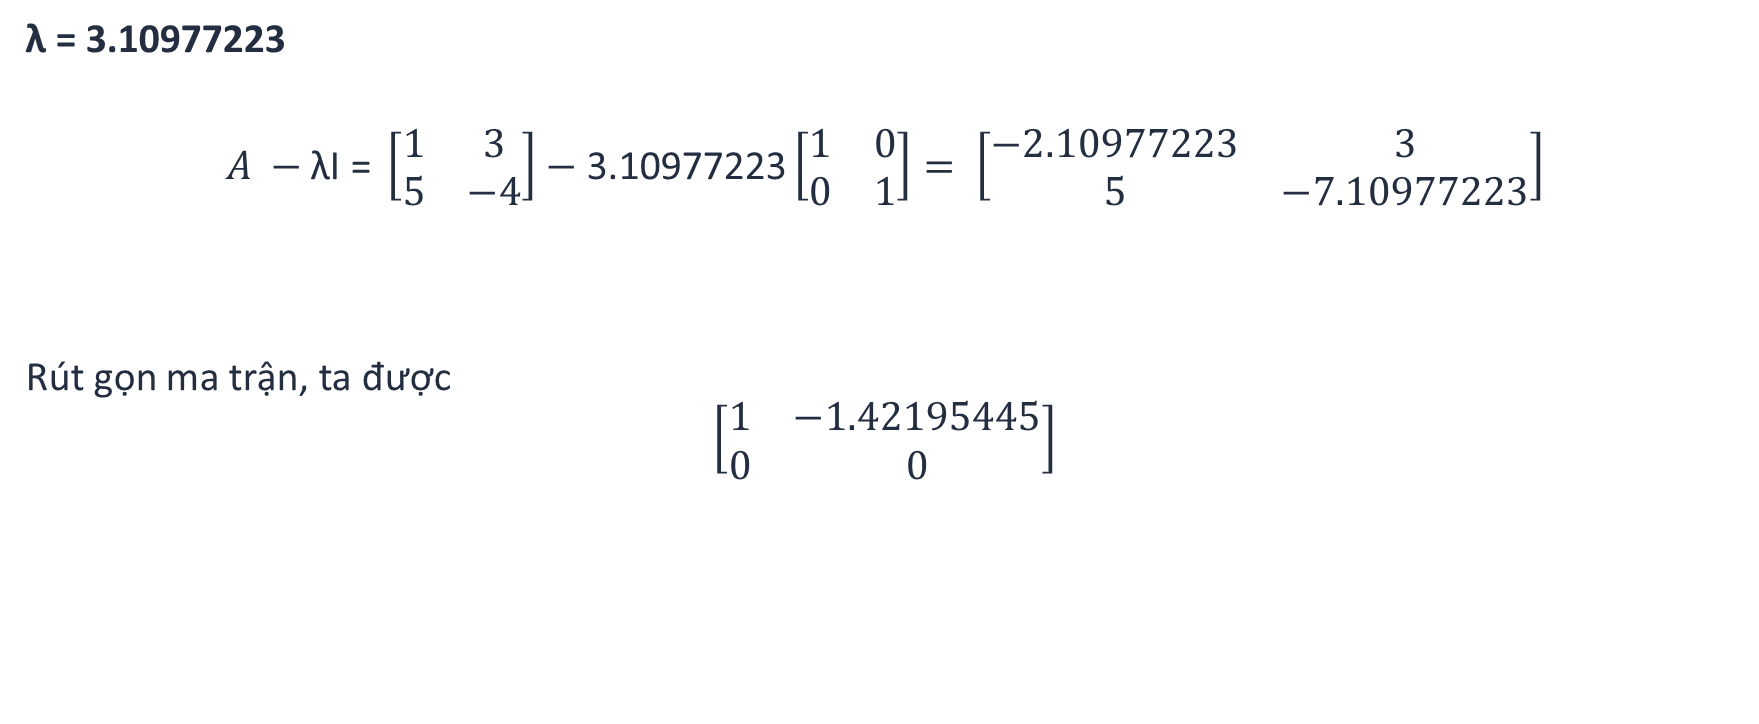 λ = 3.10977223
A − λI = [1 3 5 −4] − 3.10977223 [1 0 0 1] = [−2.10977223 3 5 −7.10977223]
Rút gọn ma trận, ta được
[1 −1.42195445
0 0]